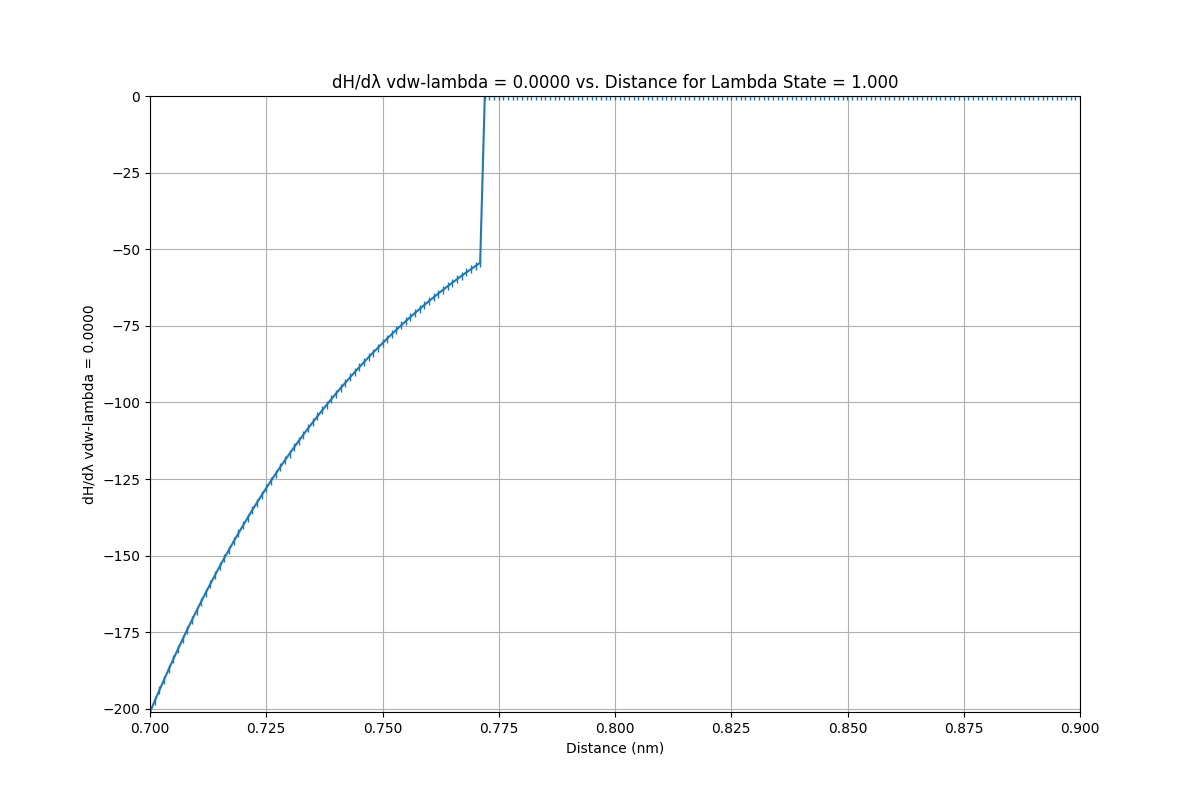 dH/dλ vdw-lambda = 0.0000 vs. Distance for Lambda State = 1.000
dH/dλ vdw-lambda = 0.0000
0
−25
−50
−75
−100
−125
−150
−175
−200
0.700 0.725 0.750 0.775 0.800 0.825 0.850 0.875 0.900
Distance (nm)